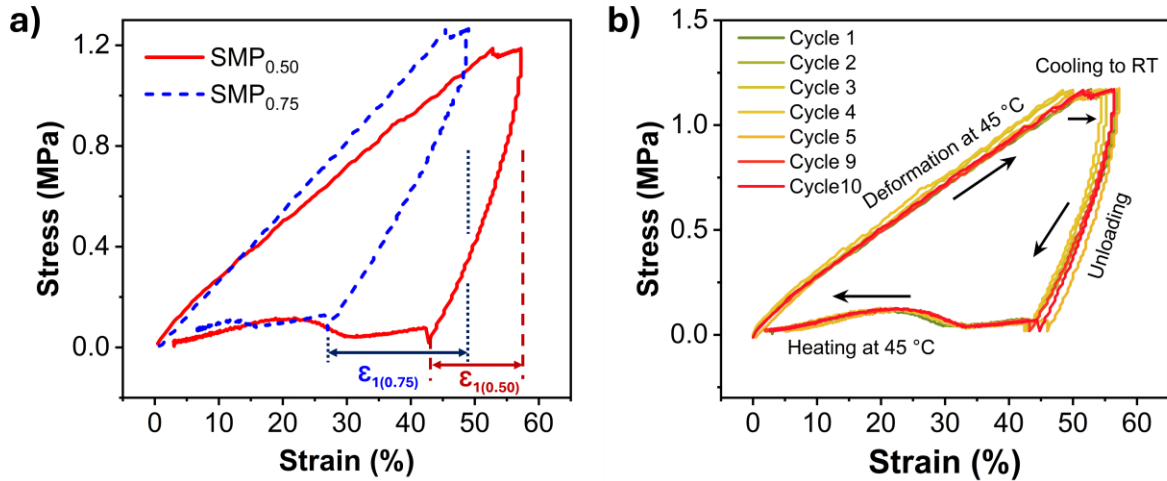 a)
SMP0.50
SMP0.75
1.2
0.8
0.4
0.0
Stress (MPa)
ε1(0.75)
ε1(0.50)
0 10 20 30 40 50 60
Strain (%)
b)
Cycle 1
Cycle 2
Cycle 3
Cycle 4
Cycle 5
Cycle 9
Cycle10
Cooling to RT
Deformation at 45 °C
Unloading
Heating at 45 °C
1.5
1.0
0.5
0.0
Stress (MPa)
0 10 20 30 40 50 60
Strain (%)